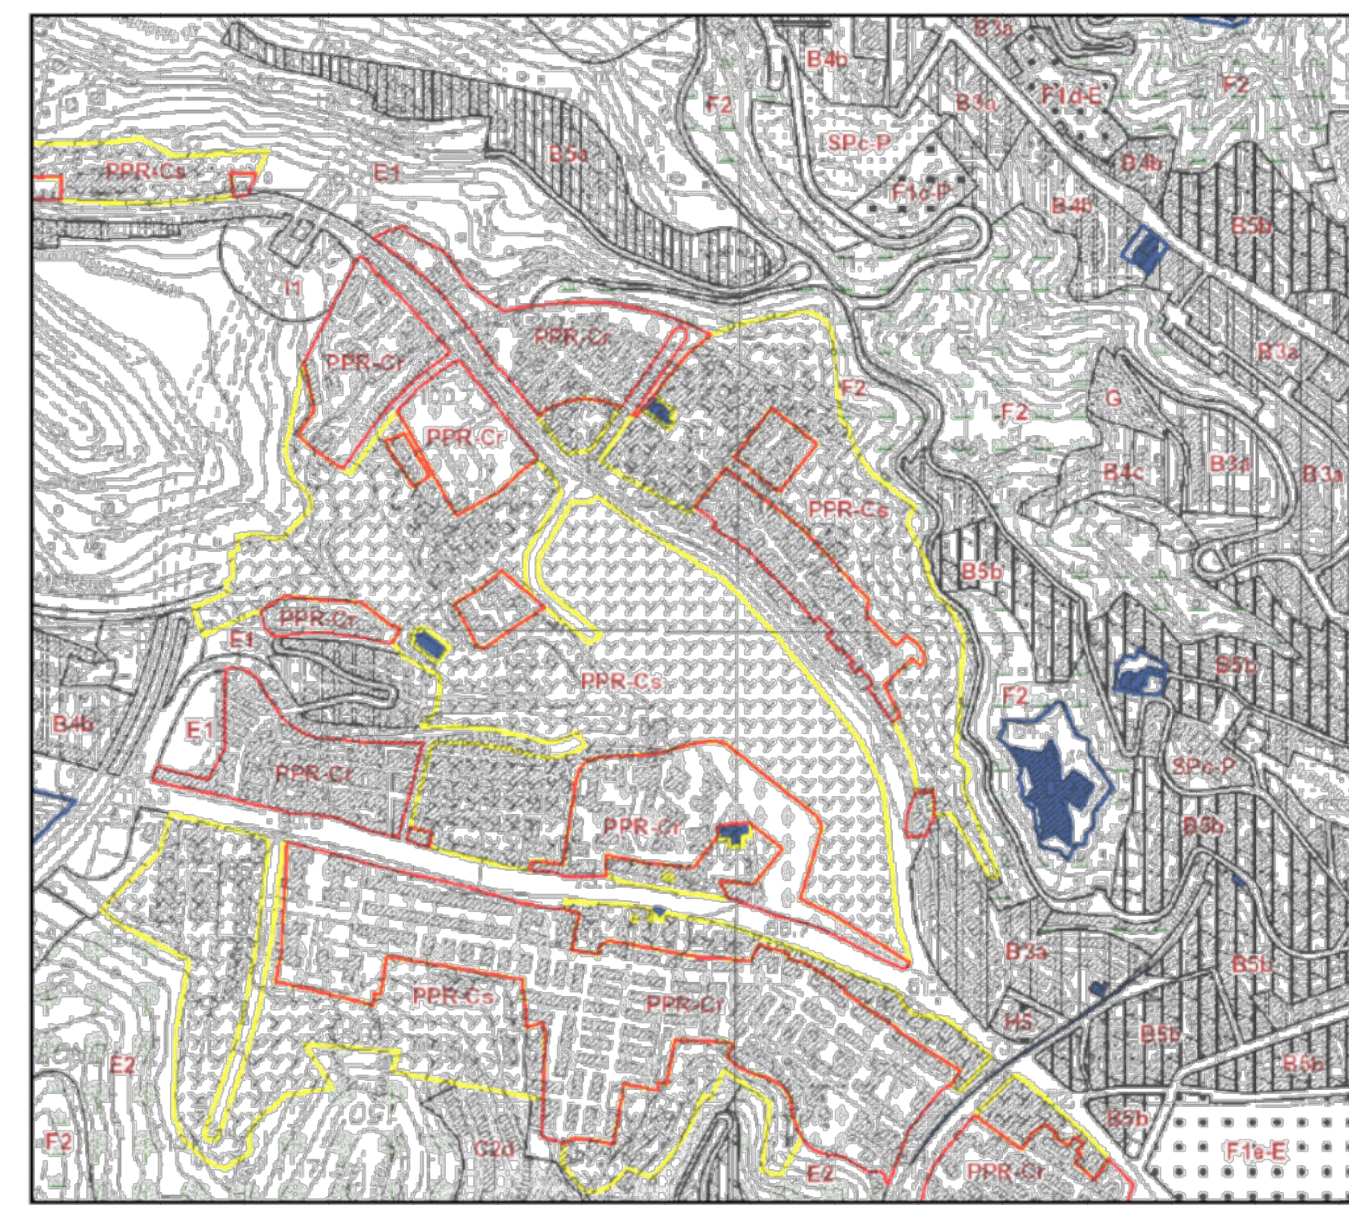 B3a
B4b
F1d-E
F2
F2
B3a
SPc-P
B5a
B4b
PPR-Cs
E1
F1c-P
B4b
B5b
I1
PPR-Cr
B3a
PPR-Cr
F2
G
F2
PPR-Cr
B3a
B4c
B3a
PPR-Cs
B5b
PPR-Cr
E1
B5b
PPR-Cs
F2
B4b
E1
SPc-P
PPR-Cr
PPR-Cr
B5b
B3a
B5b
PPR-Cs
PPR-Cr
H5
B5b
B5b
E2
B5b
F2
C2d
F1e-E
E2
PPR-Cr